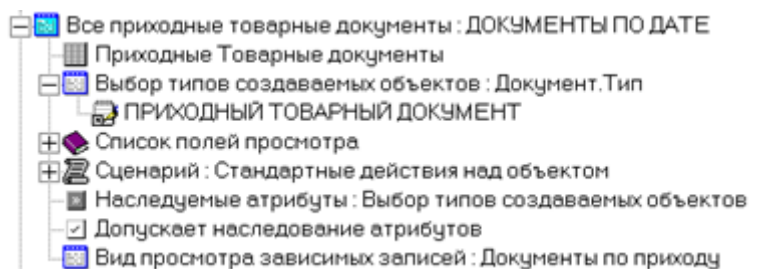 Все приходные товарные документы : ДОКУМЕНТЫ ПО ДАТЕ
Приходные Товарные документы
Выбор типов создаваемых объектов : Документ.Тип
ПРИХОДНЫЙ ТОВАРНЫЙ ДОКУМЕНТ
Список полей просмотра
Сценарий : Стандартные действия над объектом
Наследуемые атрибуты : Выбор типов создаваемых объектов
Допускает наследование атрибутов
Вид просмотра зависимых записей : Документы по приходу